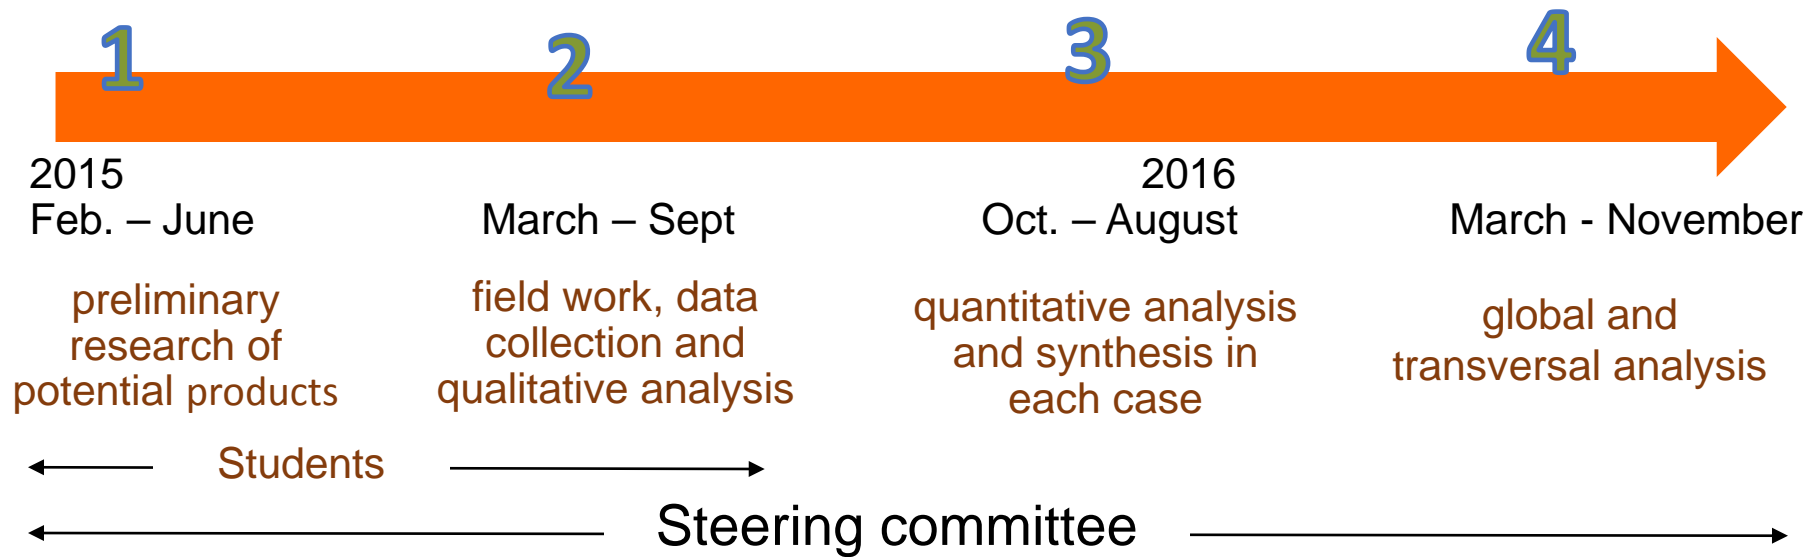 1
2
3
4
2015
2016
Feb. – June
March – Sept
Oct. – August
March - November
preliminary
research of
potential products
field work, data
collection and
qualitative analysis
quantitative analysis
and synthesis in
each case
global and
transversal analysis
Students
Steering committee